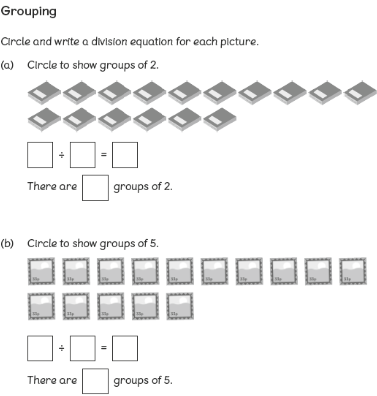 Grouping
Circle and write a division equation for each picture.
(a) Circle to show groups of 2.
÷ =
There are groups of 2.
(b) Circle to show groups of 5.
÷ =
There are groups of 5.